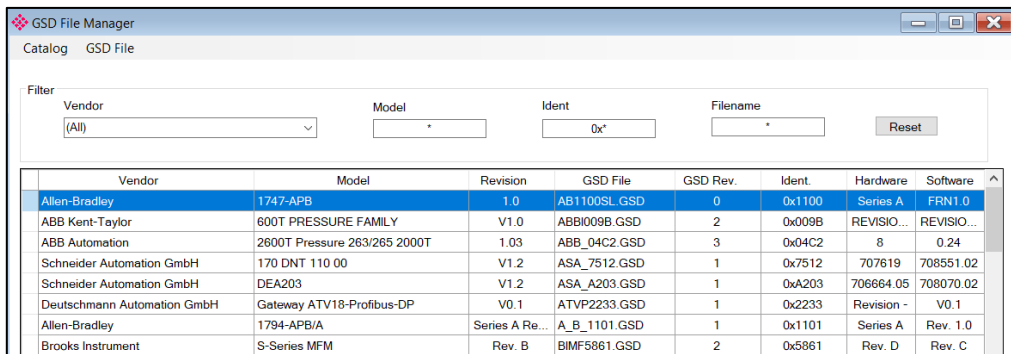 GSD File Manager
Catalog GSD File
Filter
Vendor Model Ident Filename
(All) * 0x* * Reset
Vendor Model Revision GSD File GSD Rev. Ident. Hardware Software
Allen-Bradley 1747-APB 1.0 AB1100SL.GSD 0 0x1100 Series A FRN1.0
ABB Kent-Taylor 600T PRESSURE FAMILY V1.0 ABBI009B.GSD 2 0x009B REVISIO... REVISIO...
ABB Automation 2600T Pressure 263/265 2000T 1.03 ABB_04C2.GSD 3 0x04C2 8 0.24
Schneider Automation GmbH 170 DNT 110 00 V1.2 ASA_7512.GSD 1 0x7512 707619 708551.02
Schneider Automation GmbH DEA203 V1.2 ASA_A203.GSD 1 0xA203 706664.05 708070.02
Deutschmann Automation GmbH Gateway ATV18-Profibus-DP V0.1 ATVP2233.GSD 1 0x2233 Revision - V0.1
Allen-Bradley 1794-APB/A Series A Re... A_B_1101.GSD 1 0x1101 Series A Rev. 1.0
Brooks Instrument S-Series MFM Rev. B BIMF5861.GSD 2 0x5861 Rev. D Rev. C